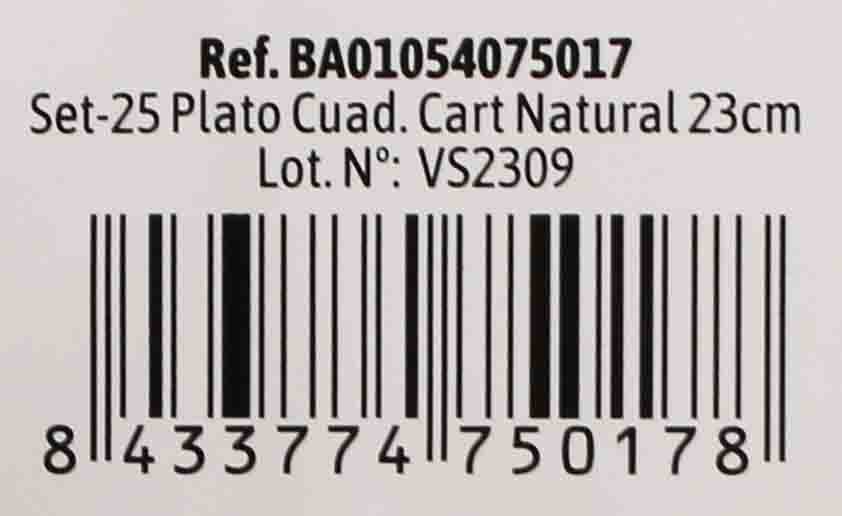 Ref. BA01054075017
Set-25 Plato Cuad. Cart Natural 23cm
Lot. Nº: VS2309
8 433774 750178